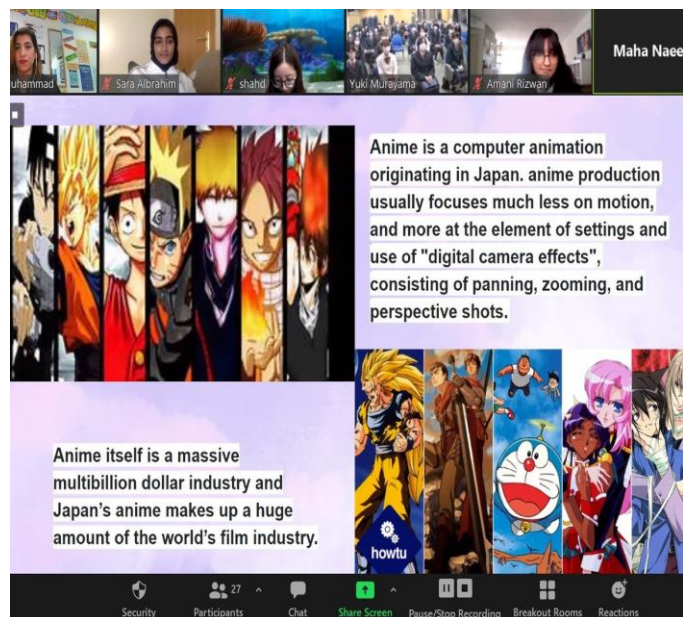 uhammad
Sara Albrahim
shahd
Yuki Murayama
Amani Rizwan
Maha Naee
Anime is a computer animation
originating in Japan. anime production
usually focuses much less on motion,
and more at the element of settings and
use of "digital camera effects",
consisting of panning, zooming, and
perspective shots.
Anime itself is a massive
multibillion dollar industry and
Japan's anime makes up a huge
amount of the world's film industry.
howtu
27
Security
Participants
Chat
Share Screen
Pause/Stop Recording
Breakout Rooms
Reactions